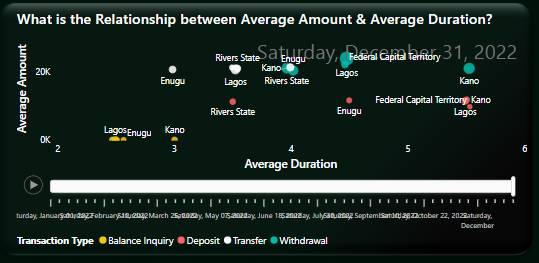 What is the Relationship between Average Amount & Average Duration?
Saturday, December 31, 2022
Average Amount
20K
0K
Rivers State
Enugu
Federal Capital Territory
Kano
Enugu
Lagos
Rivers State
Lagos
Kano
Rivers State
Enugu
Federal Capital Territory
Kano
Lagos
Lagos
Enugu
Kano
2
3
4
5
6
Average Duration
Saturday,
December
Transaction Type
Balance Inquiry
Deposit
Transfer
Withdrawal